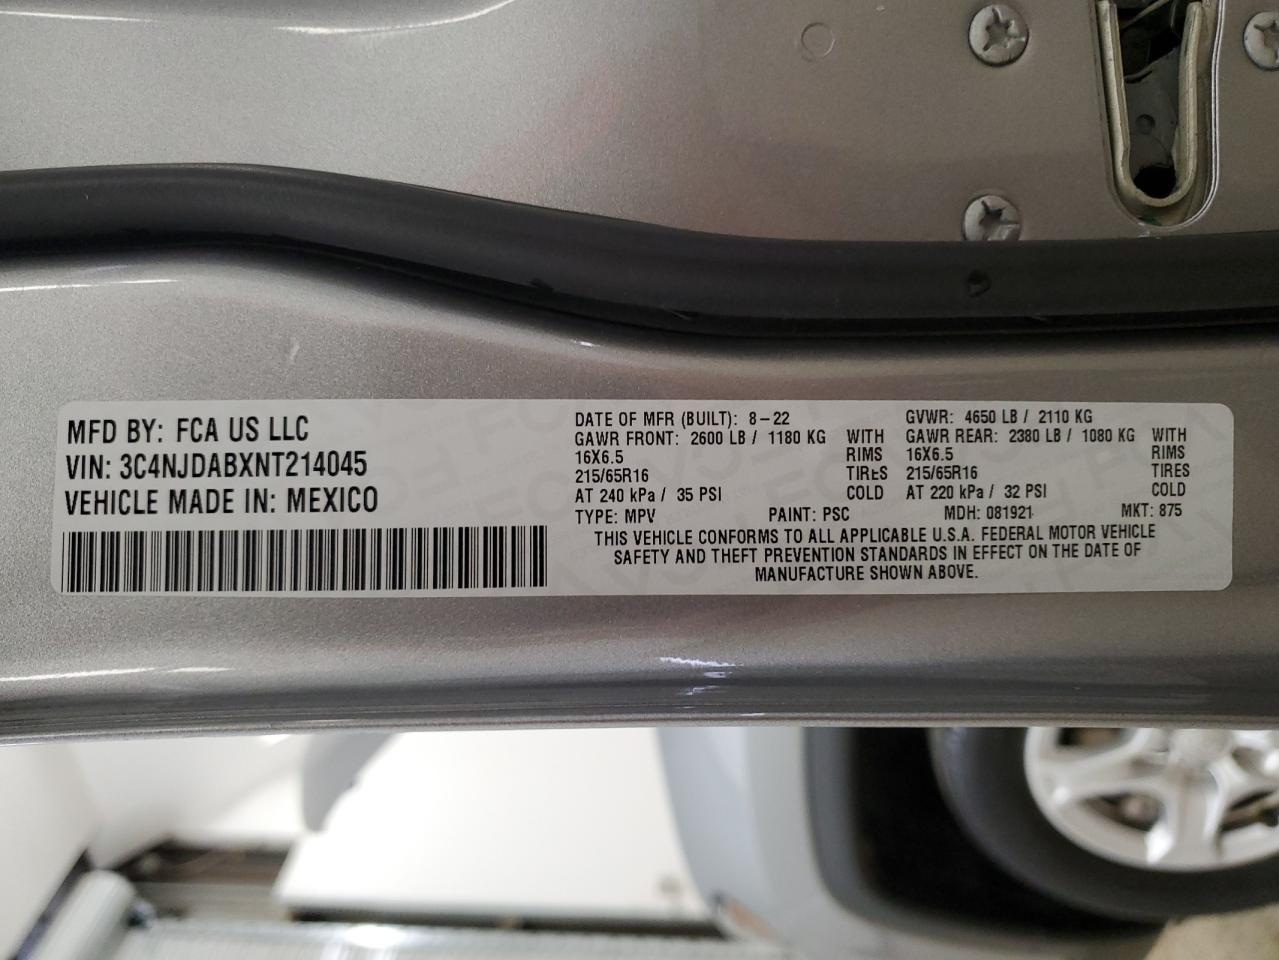 MFD BY: FCA US LLC
VIN: 3C4NJDABXNT214045
VEHICLE MADE IN: MEXICO
DATE OF MFR (BUILT): 8-22 GVWR: 4650 LB / 2110 KG
GAWR FRONT: 2600 LB / 1180 KG WITH GAWR REAR: 2380 LB / 1080 KG WITH
16X6.5 RIMS 16X6.5 RIMS
215/65R16 TIRES 215/65R16 TIRES
AT 240 kPa / 35 PSI COLD AT 220 kPa / 32 PSI COLD
TYPE: MPV PAINT: PSC MDH: 081921 MKT: 875
THIS VEHICLE CONFORMS TO ALL APPLICABLE U.S.A. FEDERAL MOTOR VEHICLE
SAFETY AND THEFT PREVENTION STANDARDS IN EFFECT ON THE DATE OF
MANUFACTURE SHOWN ABOVE.